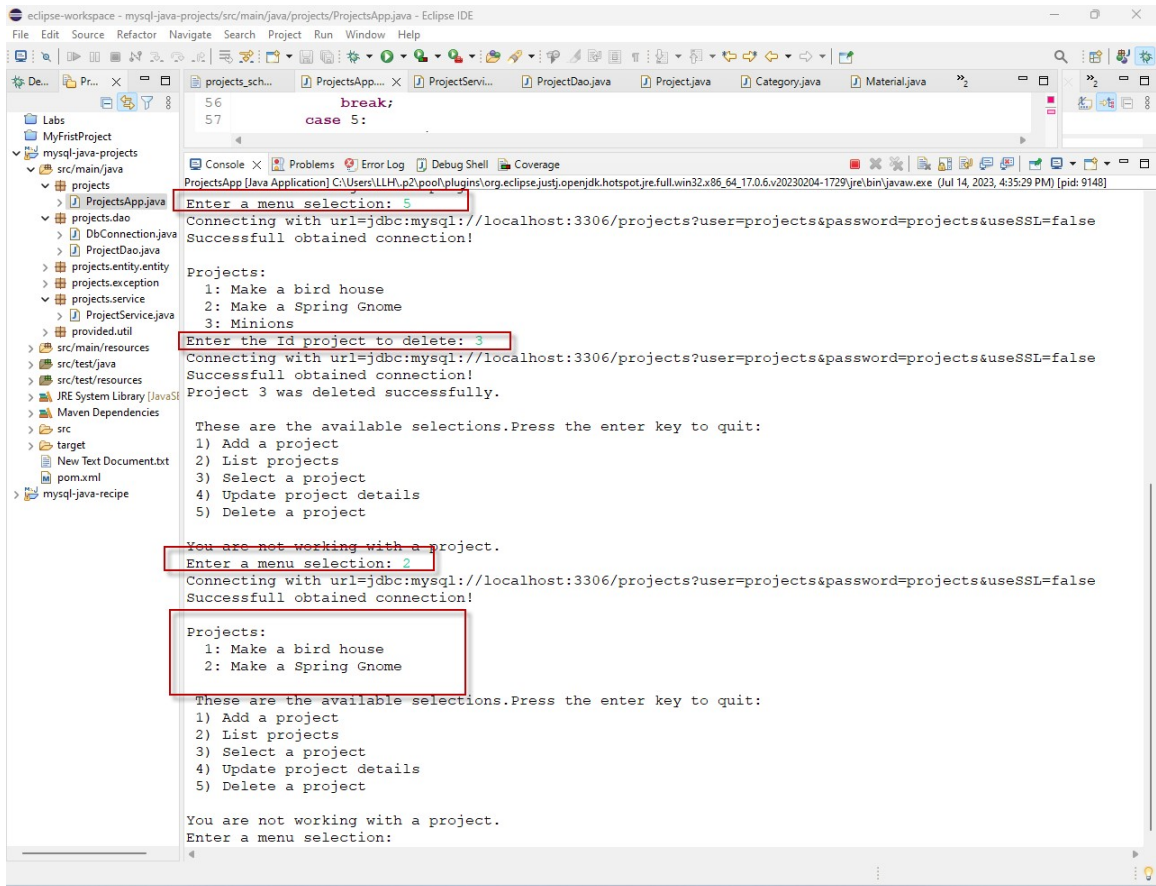 eclipse-workspace - mysql-java-projects/src/main/java/projects/ProjectsApp.java - Eclipse IDE
File Edit Source Refactor Navigate Search Project Run Window Help
De... Pr...
projects_sch... ProjectsApp.... ProjectServi... ProjectDao.java Project.java Category.java Material.java »2 »2
Labs
MyFristProject
mysql-java-projects
src/main/java
projects
ProjectsApp.java
projects.dao
DbConnection.java
ProjectDao.java
projects.entity.entity
projects.exception
projects.service
ProjectService.java
provided.util
src/main/resources
src/test/java
src/test/resources
JRE System Library [JavaSE
Maven Dependencies
src
target
New Text Document.txt
pom.xml
mysql-java-recipe
56 break;
57 case 5:
Console Problems Error Log Debug Shell Coverage
ProjectsApp [Java Application] C:\Users\LLH\.p2\pool\plugins\org.eclipse.justj.openjdk.hotspot.jre.full.win32.x86_64_17.0.6.v20230204-1729\jre\bin\javaw.exe (Jul 14, 2023, 4:35:29 PM) [pid: 9148]
Enter a menu selection: 5
Connecting with url=jdbc:mysql://localhost:3306/projects?user=projects&password=projects&useSSL=false
Successfull obtained connection!
Projects:
1: Make a bird house
2: Make a Spring Gnome
3: Minions
Enter the Id project to delete: 3
Connecting with url=jdbc:mysql://localhost:3306/projects?user=projects&password=projects&useSSL=false
Successfull obtained connection!
Project 3 was deleted successfully.
These are the available selections.Press the enter key to quit:
1) Add a project
2) List projects
3) Select a project
4) Update project details
5) Delete a project
You are not working with a project.
Enter a menu selection: 2
Connecting with url=jdbc:mysql://localhost:3306/projects?user=projects&password=projects&useSSL=false
Successfull obtained connection!
Projects:
1: Make a bird house
2: Make a Spring Gnome
These are the available selections.Press the enter key to quit:
1) Add a project
2) List projects
3) Select a project
4) Update project details
5) Delete a project
You are not working with a project.
Enter a menu selection: